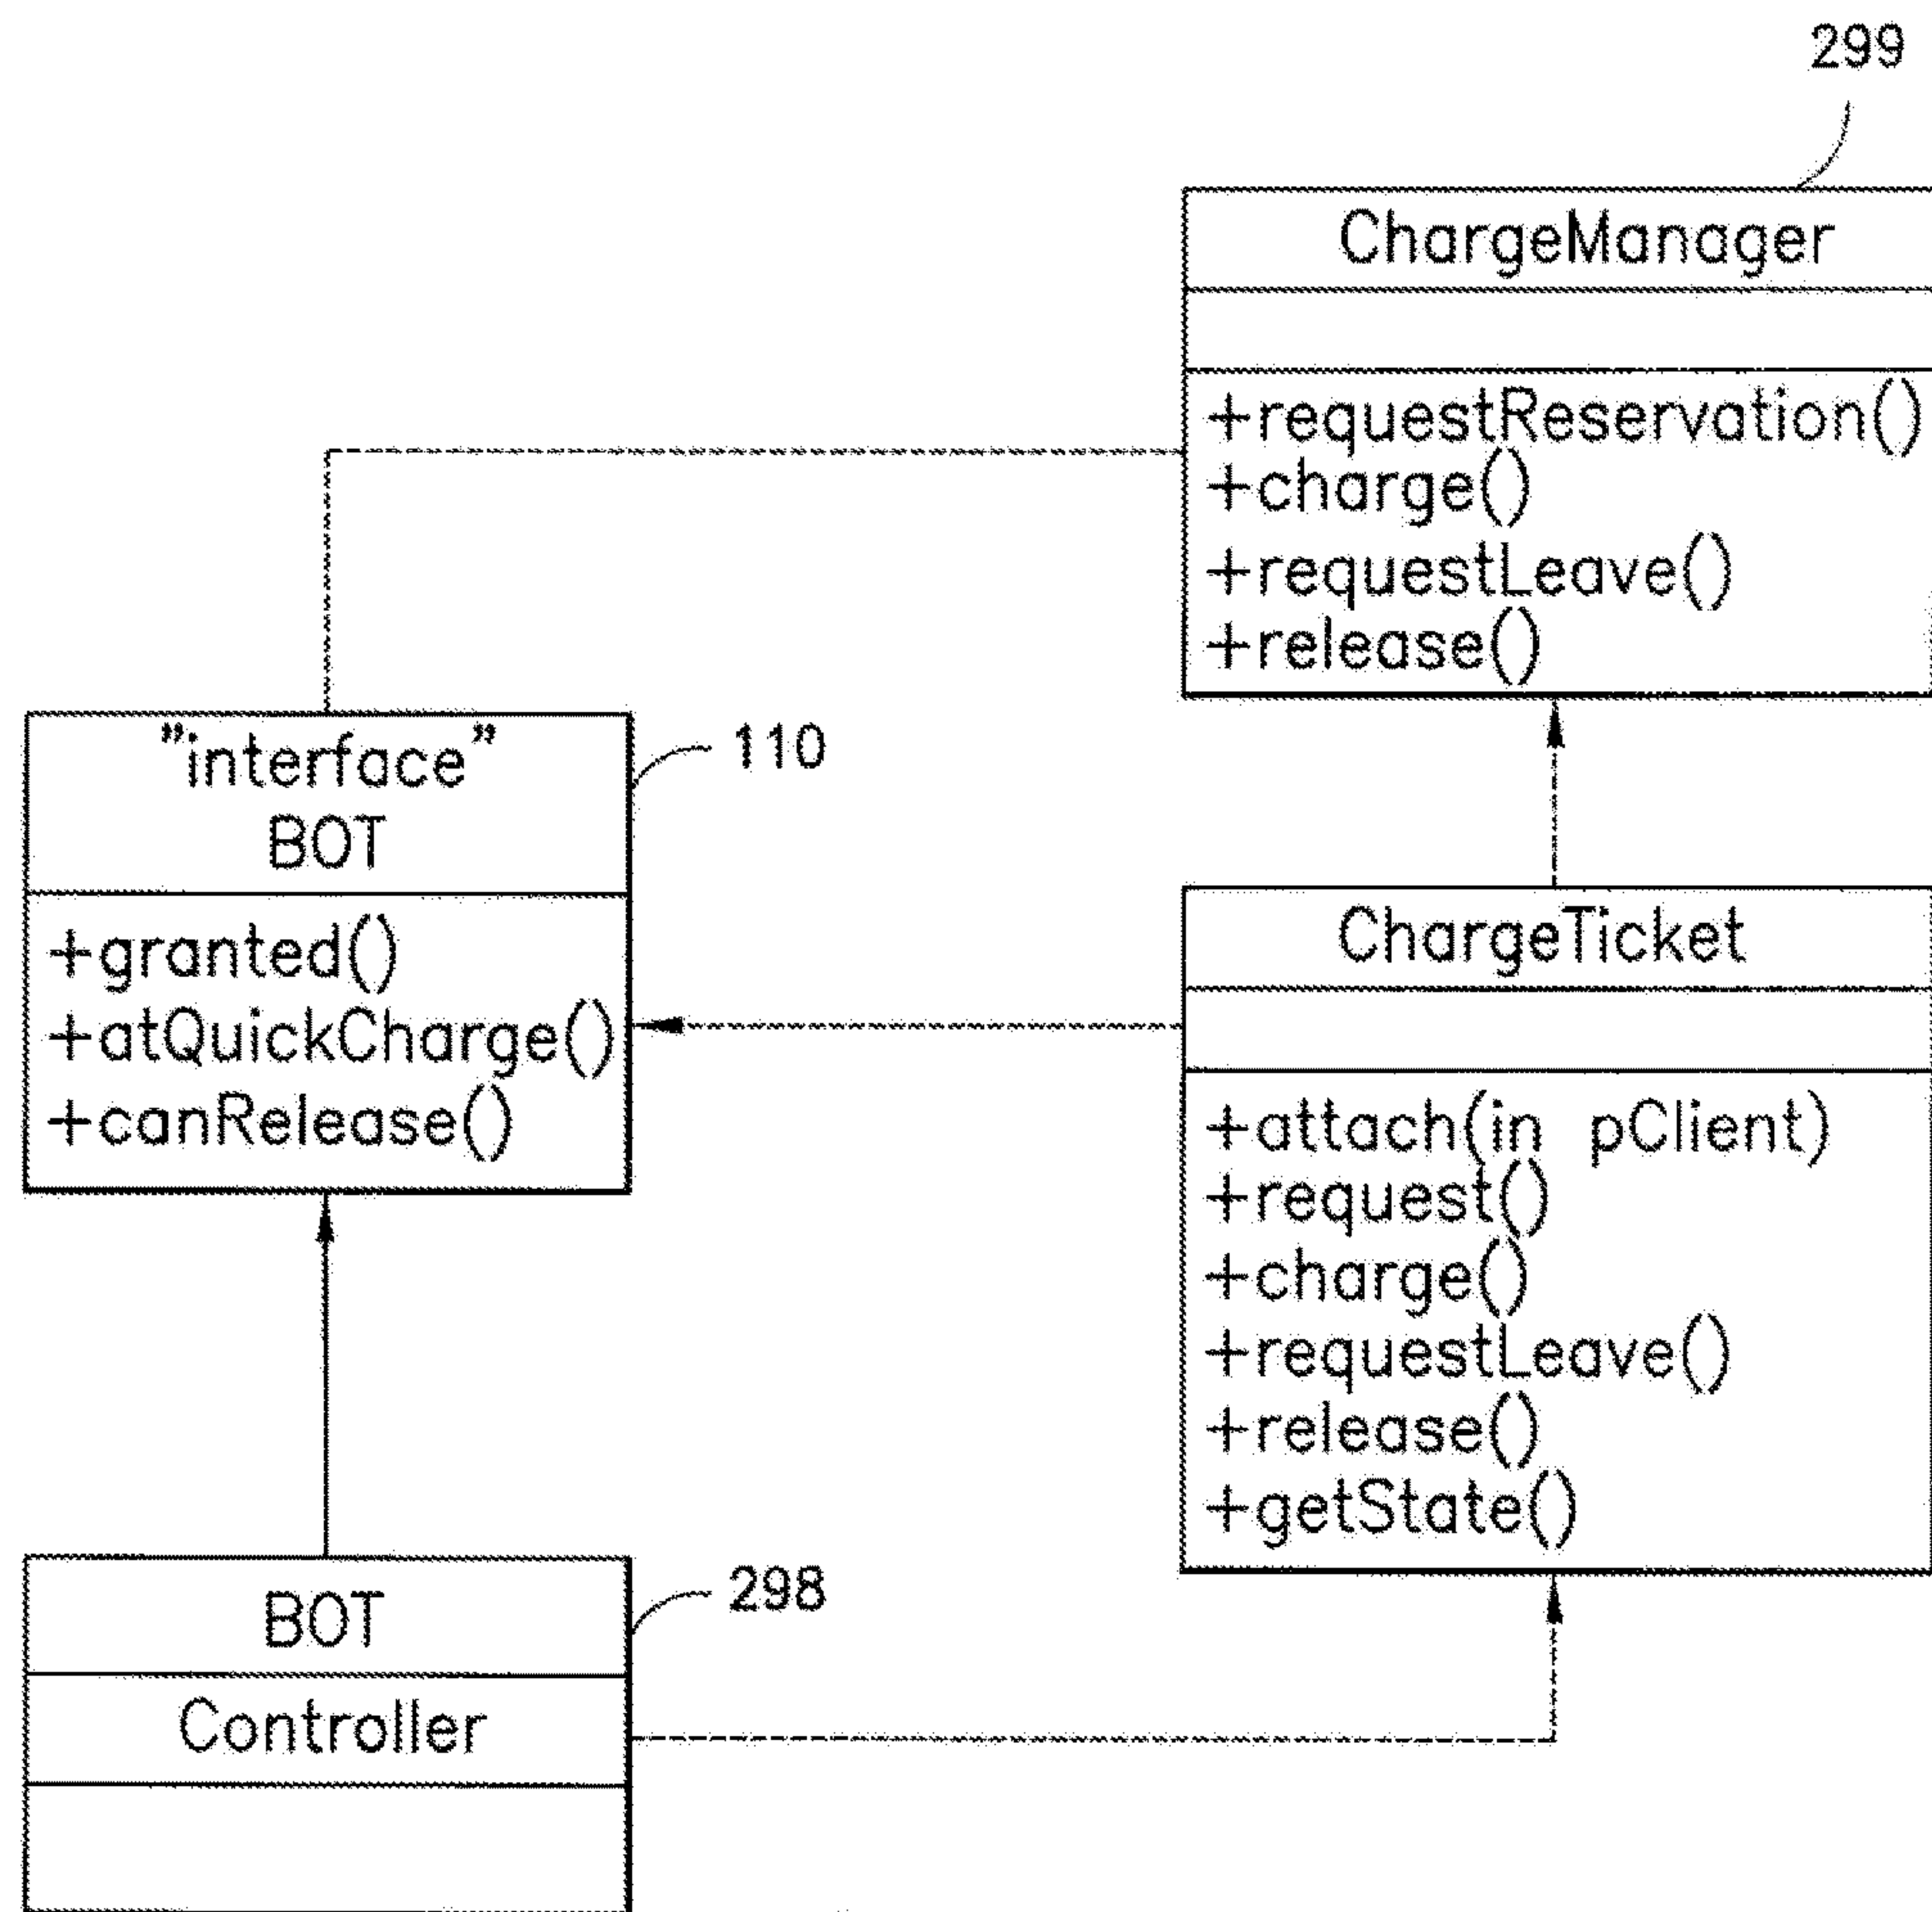 299
ChargeManager
+requestReservation()
+charge()
+requestLeave()
+release()
"interface"
BOT
110
+granted()
+atQuickCharge()
+canRelease()
ChargeTicket
+attach(in pClient)
+request()
+charge()
+requestLeave()
+release()
+getState()
BOT
298
Controller